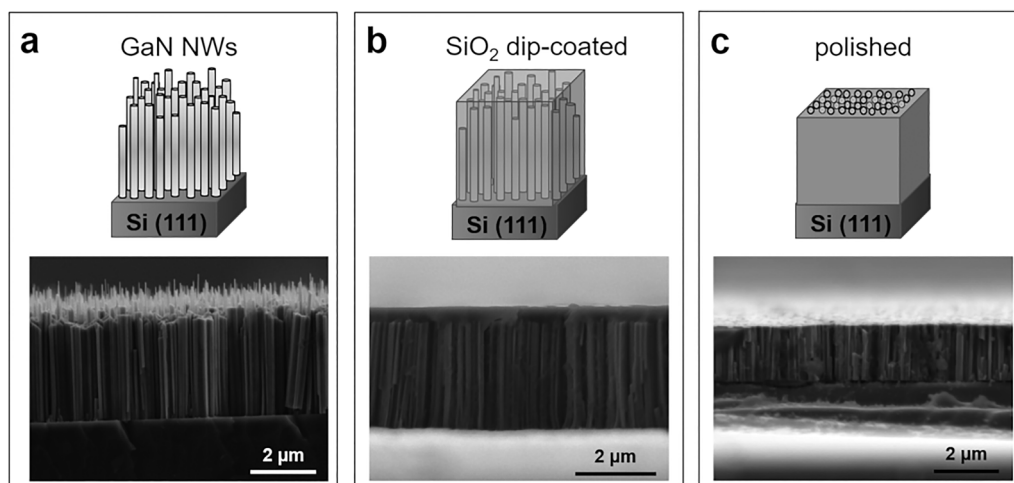 a
GaN NWs
Si (111)
2 µm
b
SiO₂ dip-coated
Si (111)
2 µm
c
polished
Si (111)
2 µm